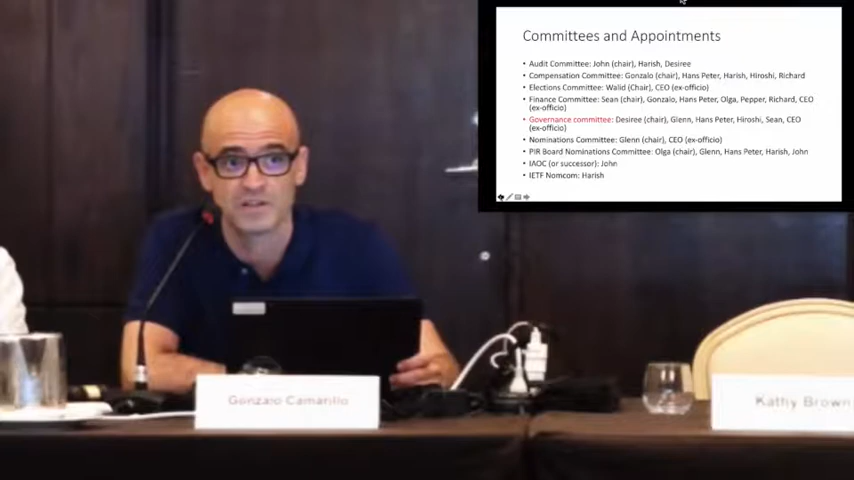 Committees and Appointments
• Audit Committee: John (chair), Harish, Desiree
• Compensation Committee: Gonzalo (chair), Hans Peter, Harish, Hiroshi, Richard
• Elections Committee: Walid (Chair), CEO (ex-officio)
• Finance Committee: Sean (chair), Gonzalo, Hans Peter, Olga, Pepper, Richard, CEO
(ex-officio)
• Governance committee: Desiree (chair), Glenn, Hans Peter, Hiroshi, Sean, CEO
(ex-officio)
• Nominations Committee: Glenn (chair), CEO (ex-officio)
• PIR Board Nominations Committee: Olga (chair), Glenn, Hans Peter, Harish, John
• IAOC (or successor): John
• IETF Nomcom: Harish
Gonzalo Camarillo
Kathy Brown